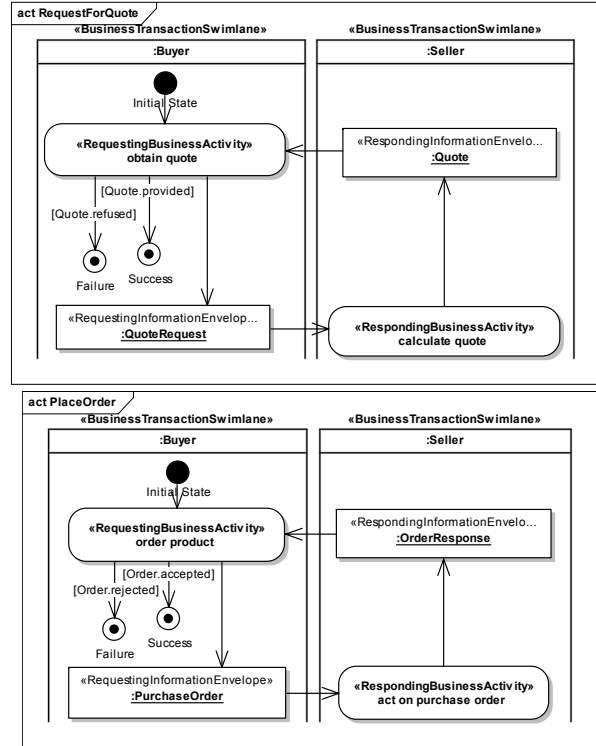 act RequestForQuote
«BusinessTransactionSwimlane»
«BusinessTransactionSwimlane»
:Buyer
:Seller
Initial State
«RequestingBusinessActivity»
obtain quote
«RespondingInformationEnvelo...
:Quote
[Quote.provided]
[Quote.refused]
Success
Failure
«RequestingInformationEnvelop...
:QuoteRequest
«RespondingBusinessActivity»
calculate quote
act PlaceOrder
«BusinessTransactionSwimlane»
«BusinessTransactionSwimlane»
:Buyer
:Seller
Initial State
«RequestingBusinessActivity»
order product
«RespondingInformationEnvelo...
:OrderResponse
[Order.accepted]
[Order.rejected]
Success
Failure
«RequestingInformationEnvelope»
:PurchaseOrder
«RespondingBusinessActivity»
act on purchase order